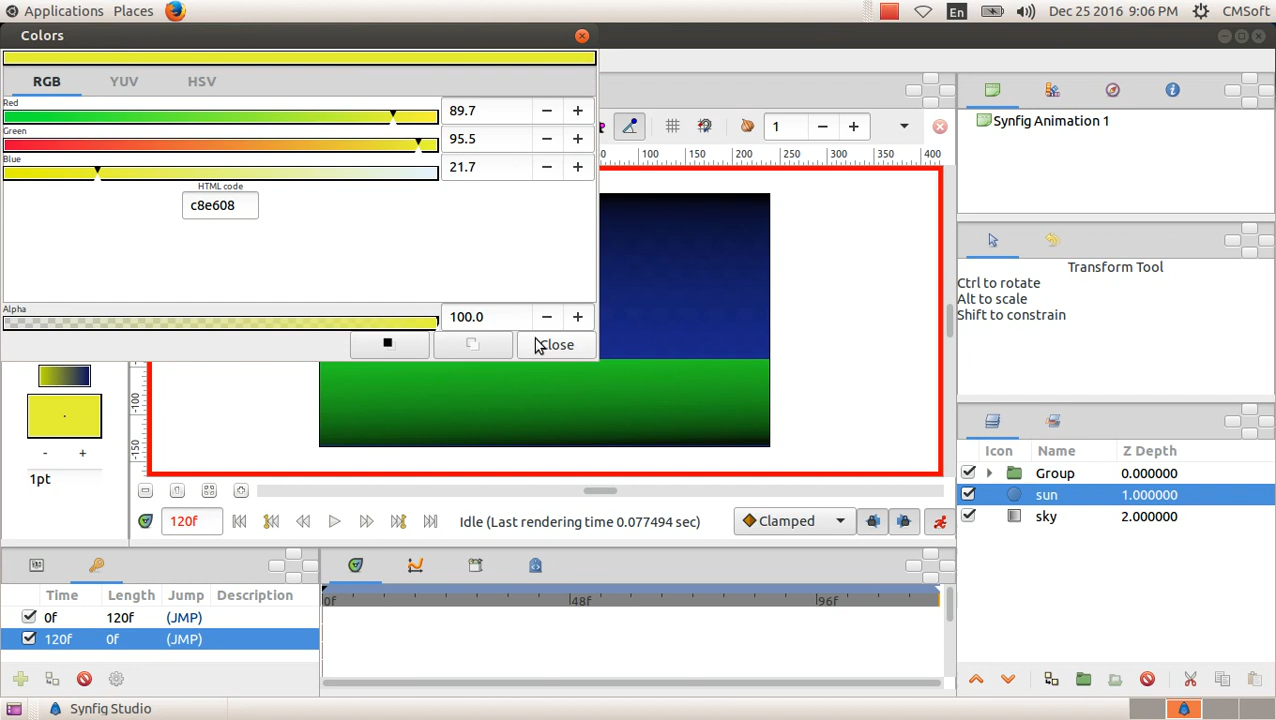 Applications Places En Dec 25 2016 9:06 PM CMSoft
Colors
RGB YUV HSV
Red
89.7
Green
95.5
Blue
21.7
HTML code
c8e608
Alpha
100.0
Close
1
50 100 150 200 250 300 350 400
-100
-150
- +
1pt
120f Idle (Last rendering time 0.077494 sec) Clamped
Synfig Animation 1
Transform Tool
Ctrl to rotate
Alt to scale
Shift to constrain
Icon Name Z Depth
Group 0.000000
sun 1.000000
sky 2.000000
Time Length Jump Description
0f 120f (JMP)
120f 0f (JMP)
0f 48f 96f
Synfig Studio